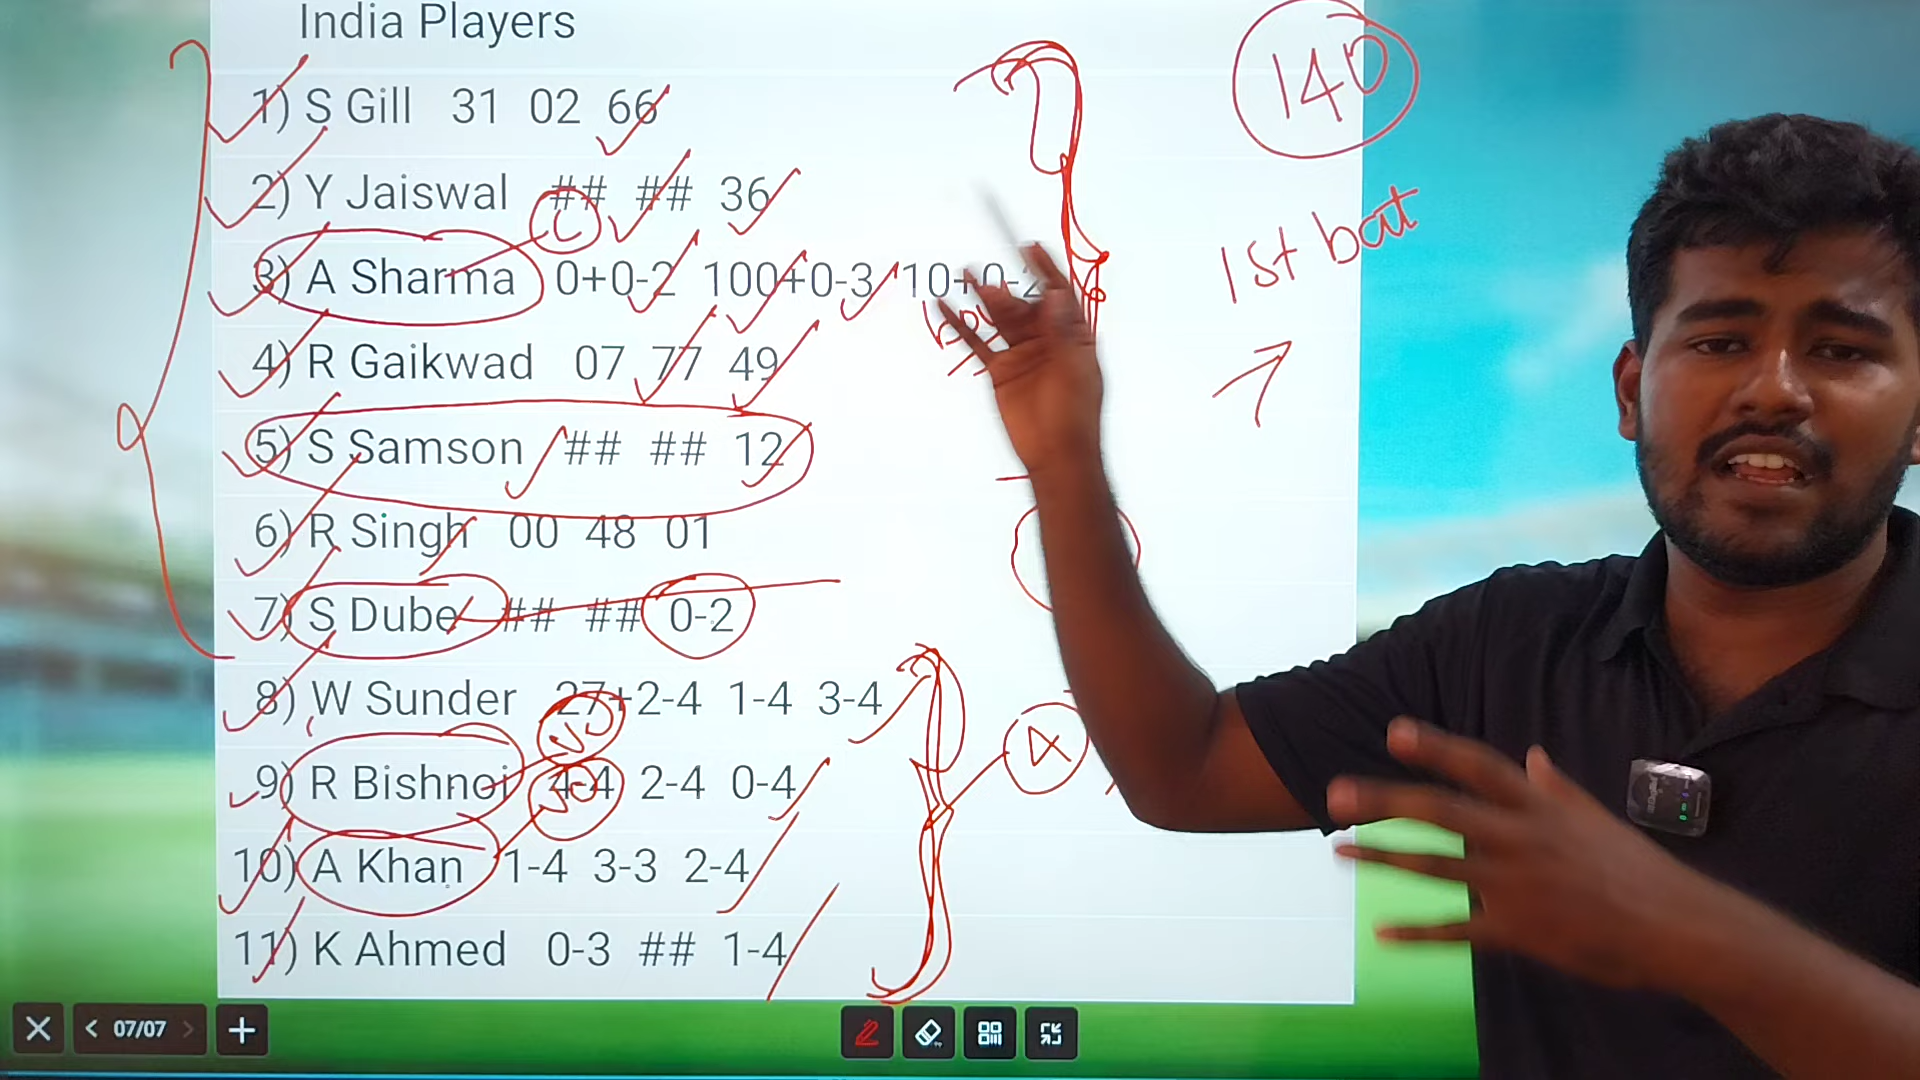 India Players
140
1) S Gill 31 02 66
2) Y Jaiswal ## ## 36
C
1st bat
3) A Sharma 0+0-2 100+0-3 10+0-2
4) R Gaikwad 07 77 49
5) S Samson ## ## 12
6) R Singh 00 48 01
7) S Dube ## ## 0-2
8) W Sunder 27+2-4 1-4 3-4
VC
4
9) R Bishnoi 4-4 2-4 0-4
VC
10) A Khan 1-4 3-3 2-4
11) K Ahmed 0-3 ## 1-4
07/07